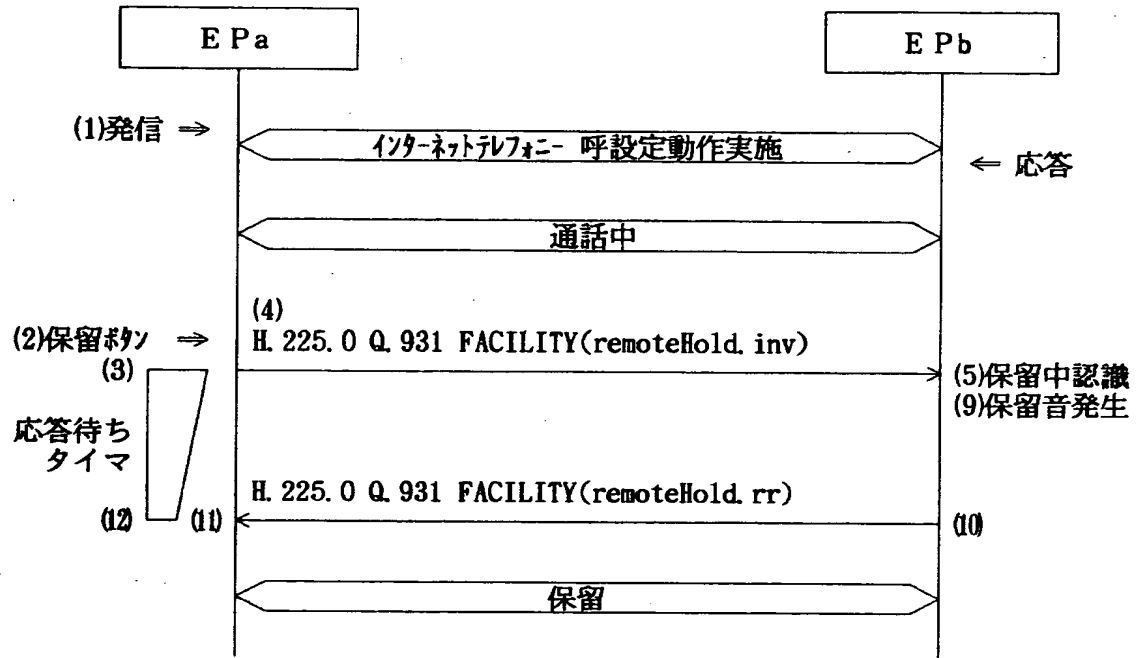 EPa
EPb
(1)発信 ⇒
インターネットテレフォニー 呼設定動作実施
⇐ 応答
通話中
(4)
(2)保留ボタン ⇒
H.225.0 Q.931 FACILITY(remoteHold.inv)
(3)
(5)保留中認識
(9)保留音発生
応答待ち
タイマ
H.225.0 Q.931 FACILITY(remoteHold.rr)
(12)
(11)
(10)
保留